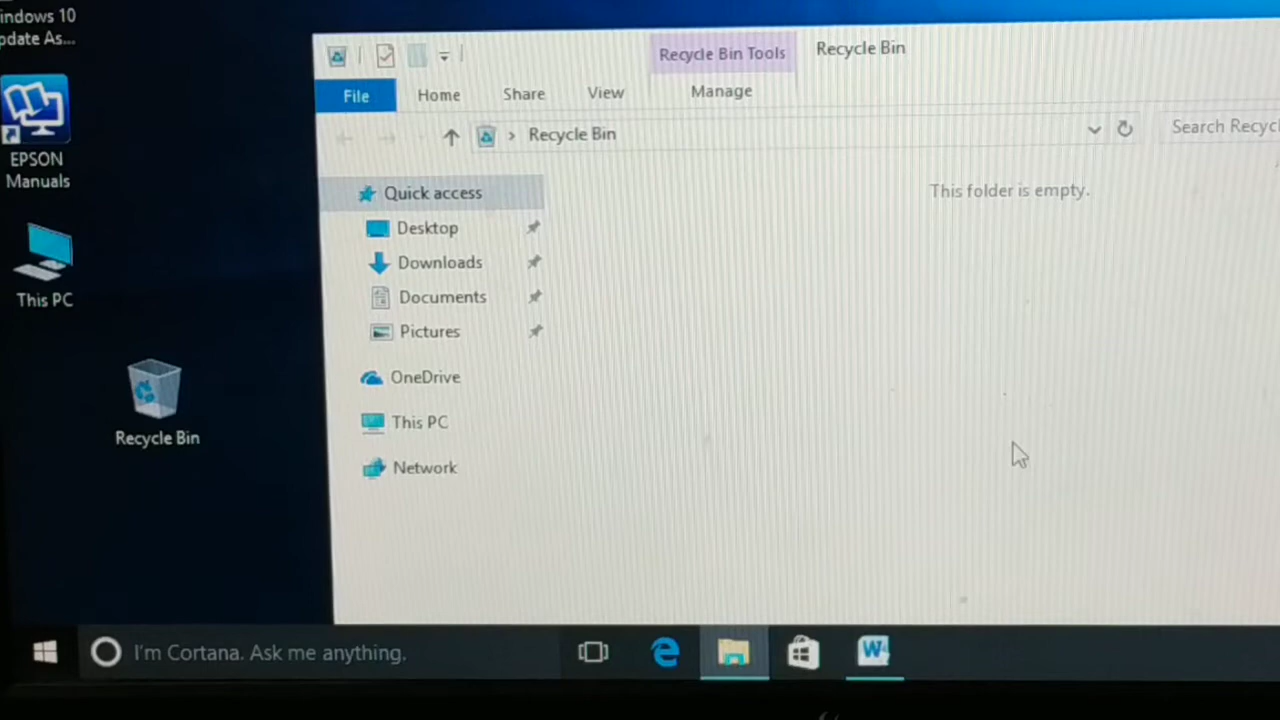 indows 10
pdate As...
EPSON
Manuals
This PC
Recycle Bin
Recycle Bin Tools
Recycle Bin
File
Home
Share
View
Manage
Recycle Bin
Search Recycl
Quick access
Desktop
Downloads
Documents
Pictures
OneDrive
This PC
Network
This folder is empty.
I'm Cortana. Ask me anything.